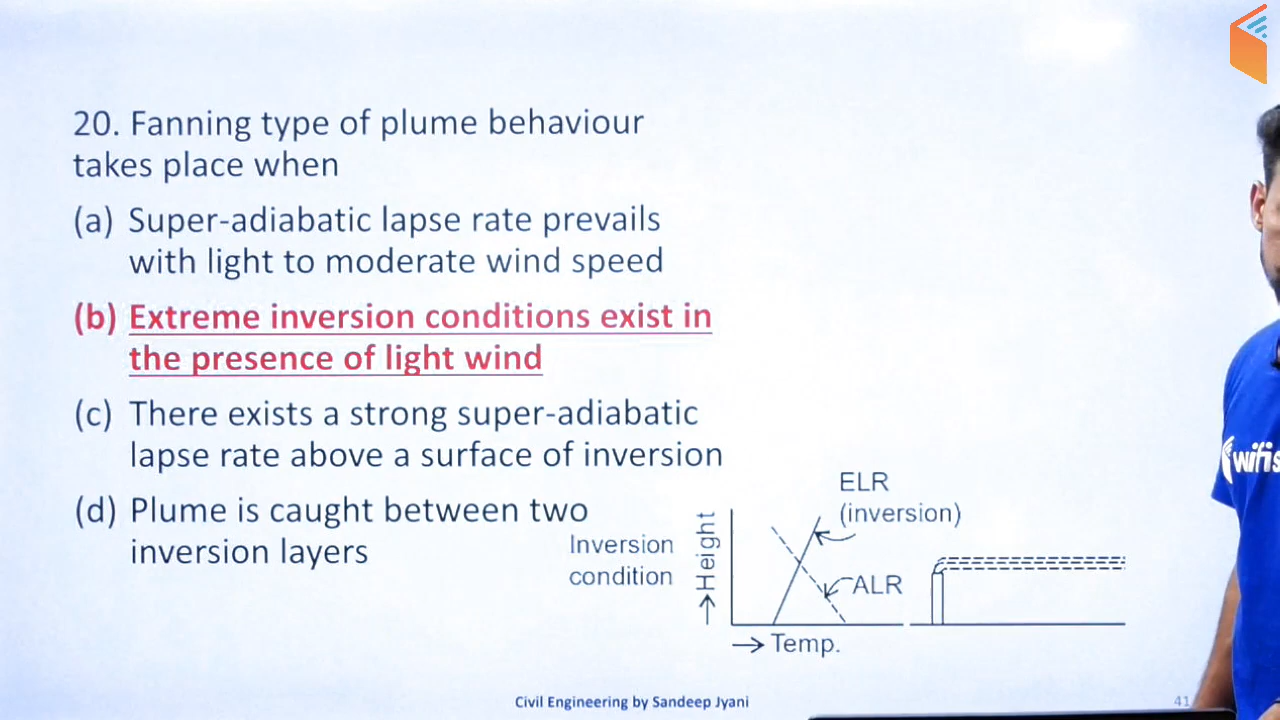 20. Fanning type of plume behaviour
takes place when
(a) Super-adiabatic lapse rate prevails
with light to moderate wind speed
(b) Extreme inversion conditions exist in
the presence of light wind
(c) There exists a strong super-adiabatic
lapse rate above a surface of inversion
(d) Plume is caught between two
inversion layers
Inversion
condition
→Height
ELR
(inversion)
ALR
→Temp.
wifis
Civil Engineering by Sandeep Jyani
41